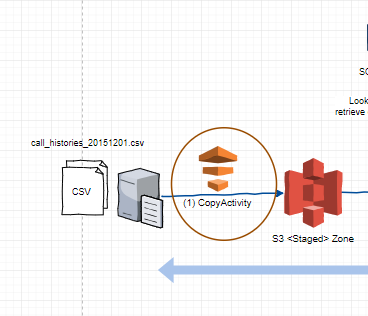 SC
Look
retrieve
call_histories_20151201.csv
CSV
(1) CopyActivity
S3 <Staged> Zone